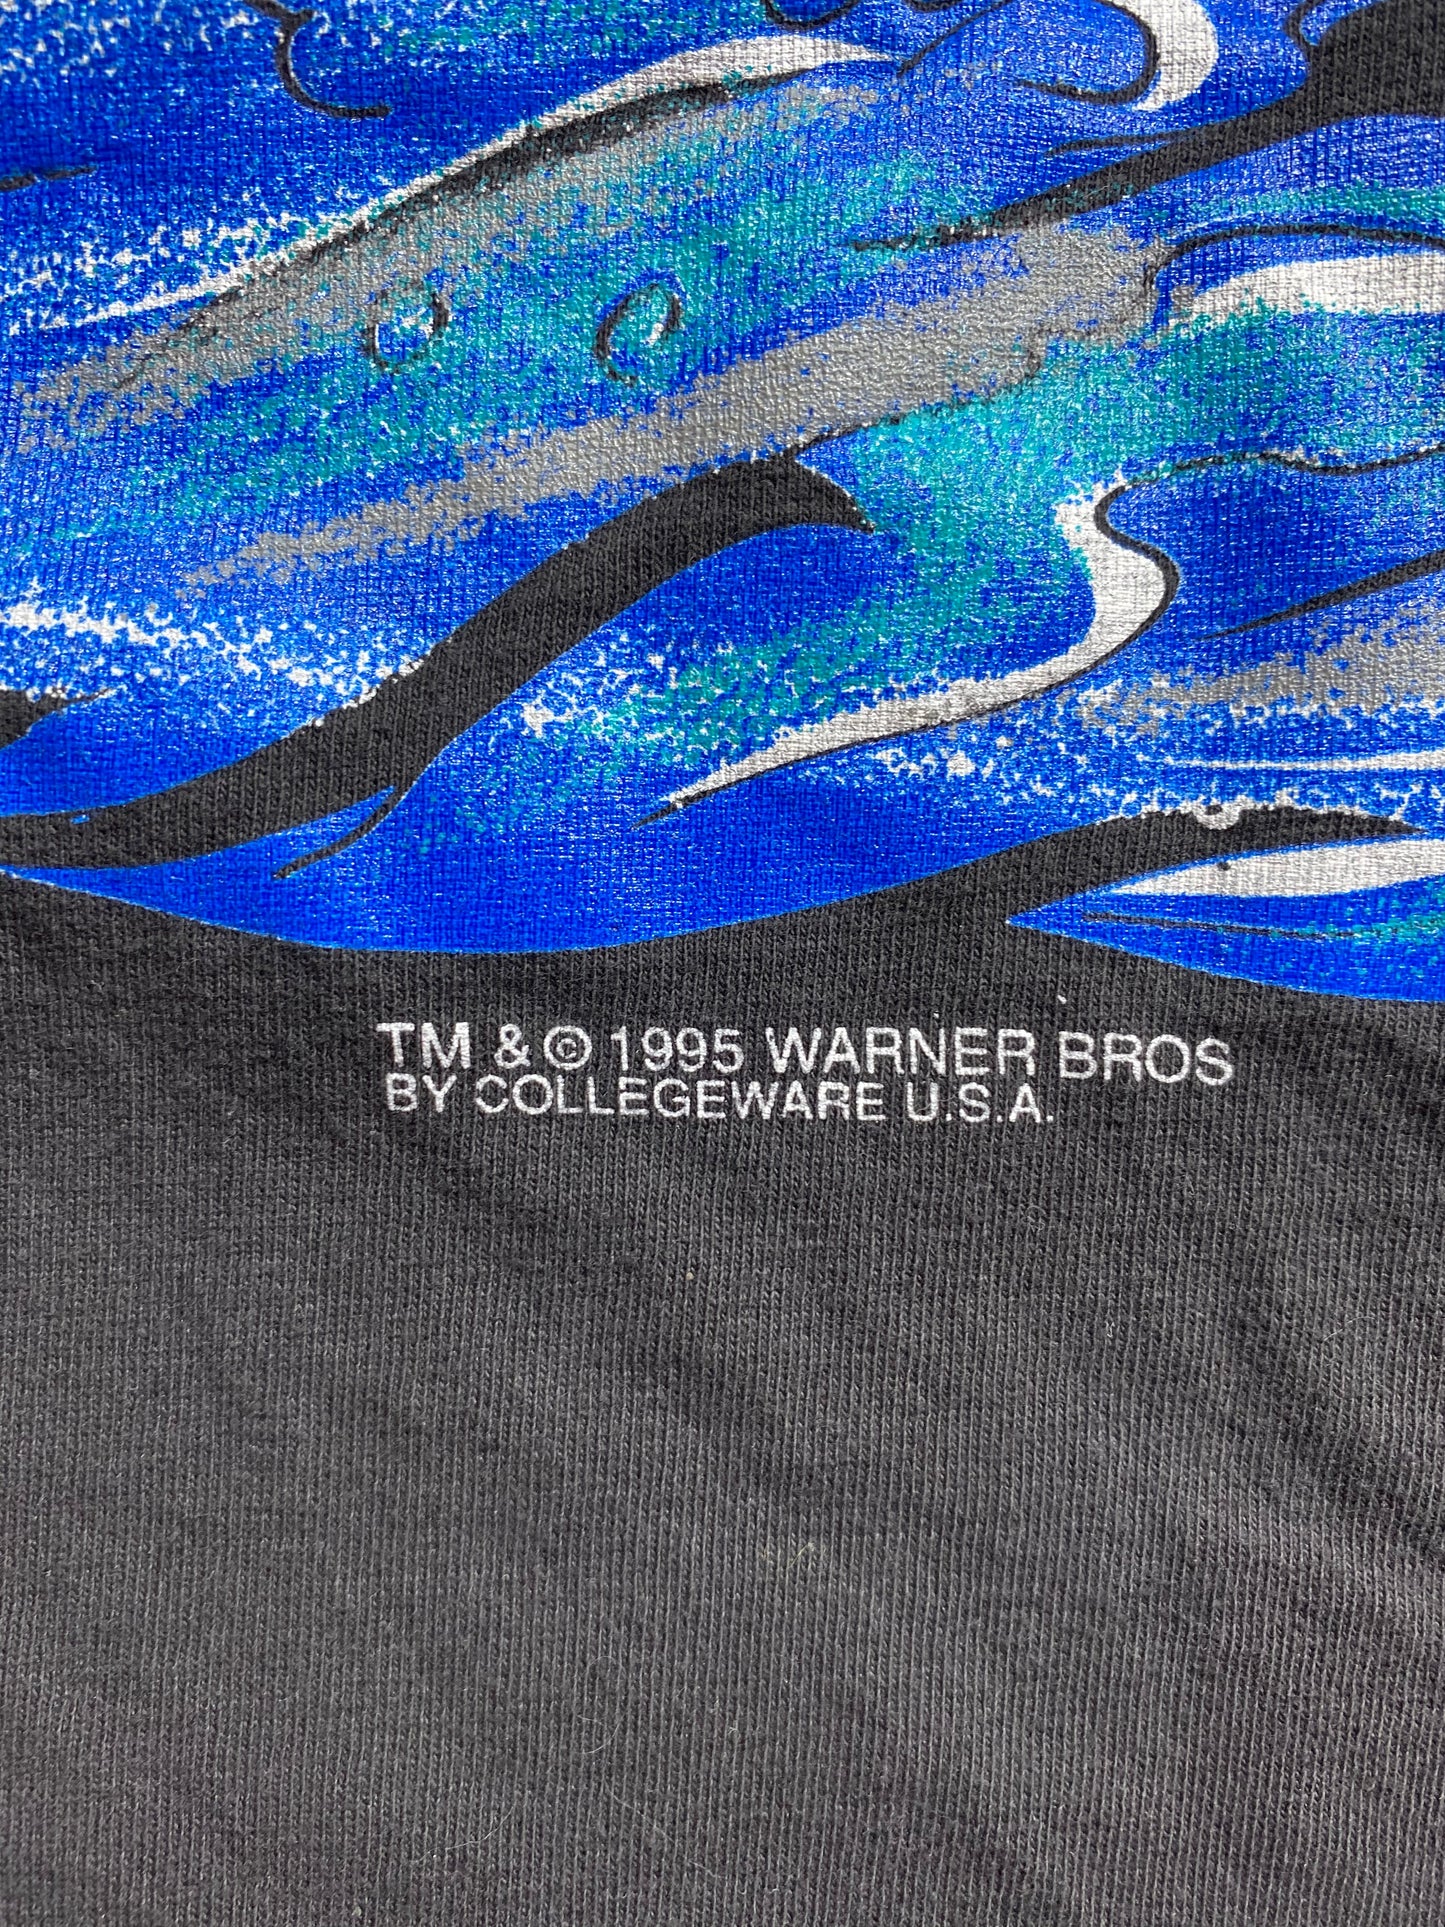 TM & © 1995 WARNER BROS
BY COLLEGEWARE U.S.A.